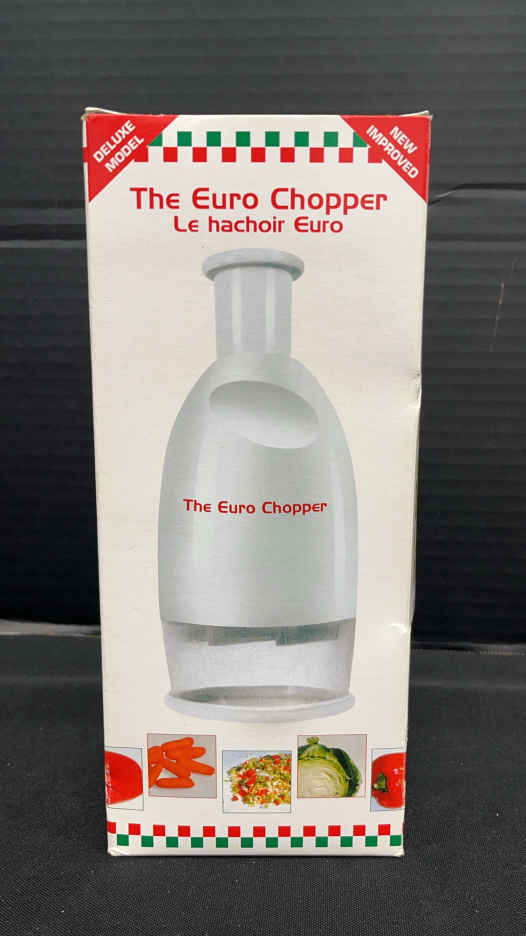 DELUXE
MODEL
NEW
IMPROVED
The Euro Chopper
Le hachoir Euro
The Euro Chopper